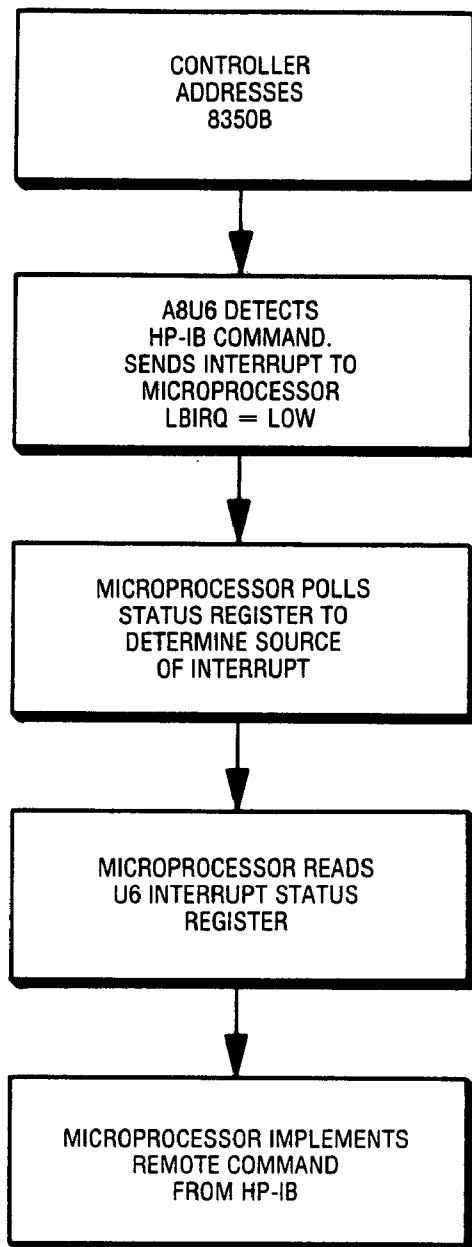 CONTROLLER
ADDRESSES
8350B
A8U6 DETECTS
HP-IB COMMAND.
SENDS INTERRUPT TO
MICROPROCESSOR
LBIRQ = LOW
MICROPROCESSOR POLLS
STATUS REGISTER TO
DETERMINE SOURCE
OF INTERRUPT
MICROPROCESSOR READS
U6 INTERRUPT STATUS
REGISTER
MICROPROCESSOR IMPLEMENTS
REMOTE COMMAND
FROM HP-IB